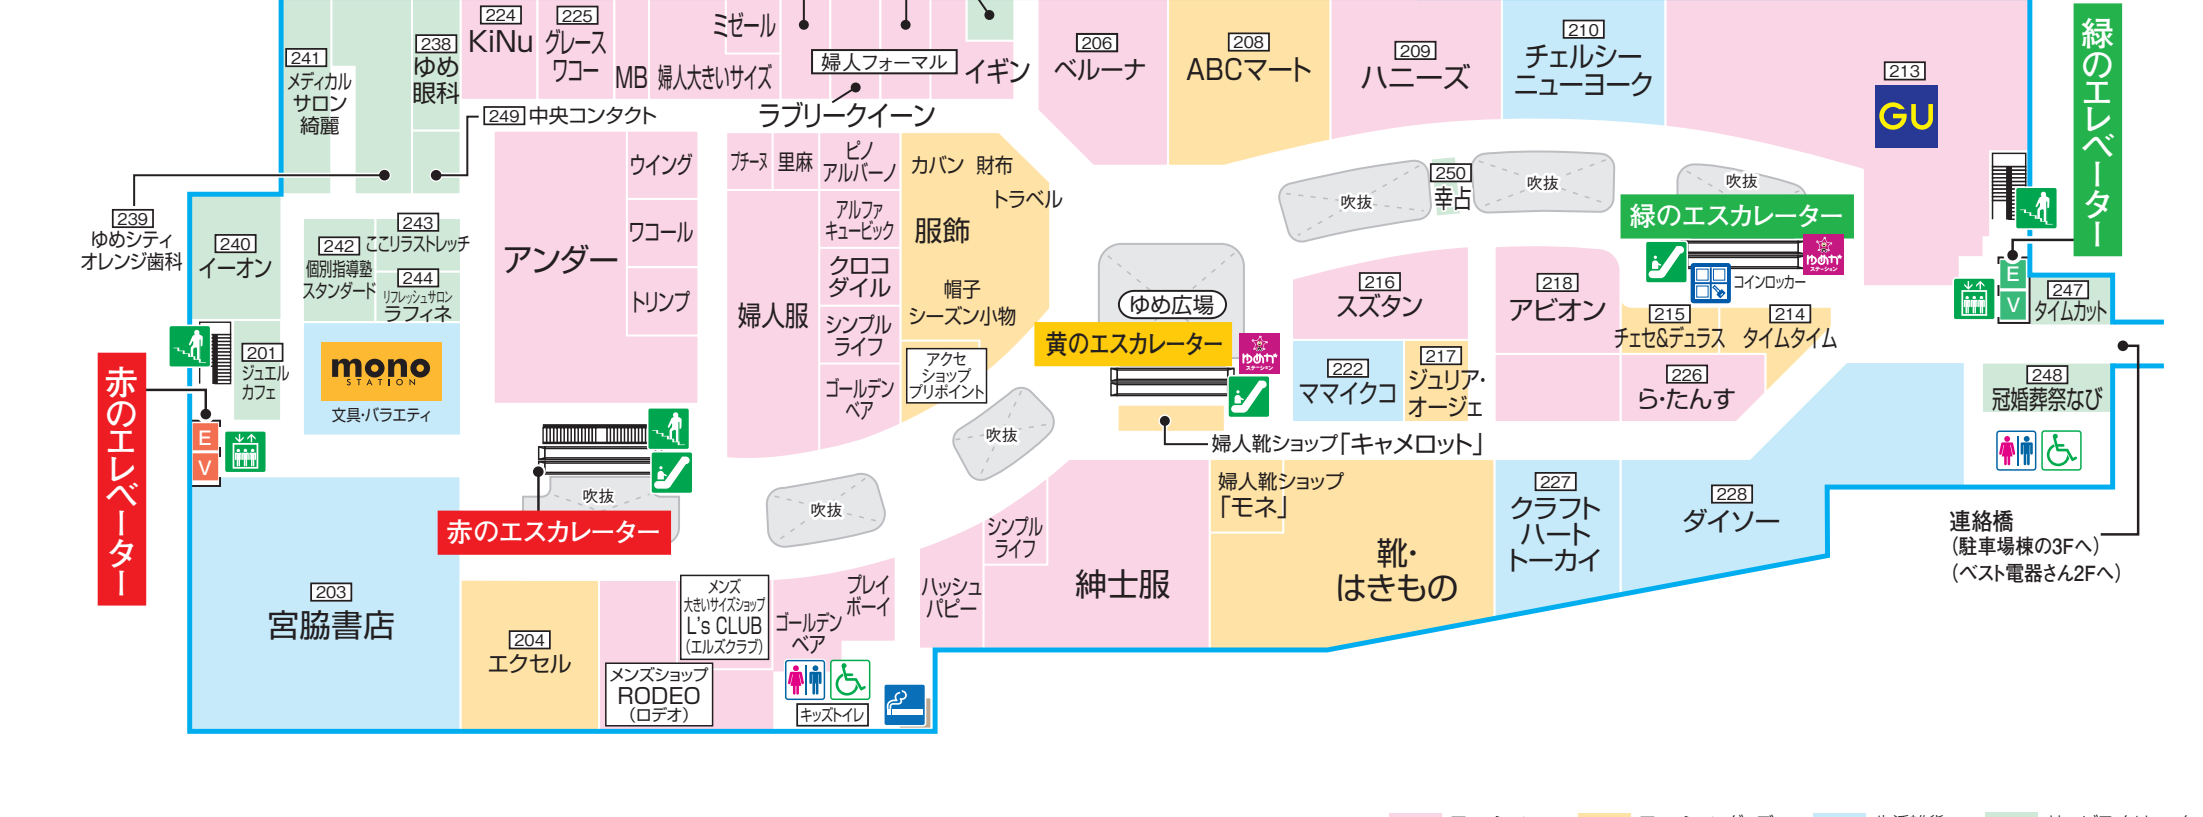 224
KiNu
225
グレース
ワコー
MB
ミゼール
婦人大きいサイズ
婦人フォーマル
イギン
ラブリークイーン
206
ベルーナ
208
ABCマート
209
ハニーズ
210
チェルシー
ニューヨーク
213
GU
緑のエレベーター
241
メディカル
サロン
綺麗
238
ゆめ
眼科
249 中央コンタクト
239
ゆめシティ
オレンジ歯科
240
イーオン
242
個別指導塾
スタンダード
243
ここリラストレッチ
244
リフレッシュサロン
ラフィネ
201
ジュエル
カフェ
mono
STATION
文具・バラエティ
赤のエレベーター
E
V
アンダー
ウイング
ワコール
トリンプ
プチーヌ
里麻
ピノ
アルバーノ
婦人服
アルファ
キュービック
クロコ
ダイル
シンプル
ライフ
ゴールデン
ベア
カバン 財布
トラベル
服飾
帽子
シーズン小物
アクセ
ショップ
プリポイント
ゆめ広場
黄のエスカレーター
ゆめか
ステーション
婦人靴ショップ「キャメロット」
吹抜
250
幸占
吹抜
吹抜
緑のエスカレーター
ゆめか
ステーション
コインロッカー
216
スズタン
218
アビオン
215
チェセ&デュラス
214
タイムタイム
222
ママイクコ
217
ジュリア・
オージェ
226
ら・たんす
E
V
247
タイムカット
248
冠婚葬祭なび
連絡橋
(駐車場棟の3Fへ)
(ベスト電器さん2Fへ)
吹抜
赤のエスカレーター
吹抜
吹抜
203
宮脇書店
204
エクセル
メンズ
大きいサイズショップ
L's CLUB
(エルズクラブ)
メンズショップ
RODEO
(ロデオ)
ゴールデン
ベア
プレイ
ボーイ
キッズトイレ
ハッシュ
パピー
シンプル
ライフ
紳士服
婦人靴ショップ
「モネ」
靴・
はきもの
227
クラフト
ハート
トーカイ
228
ダイソー